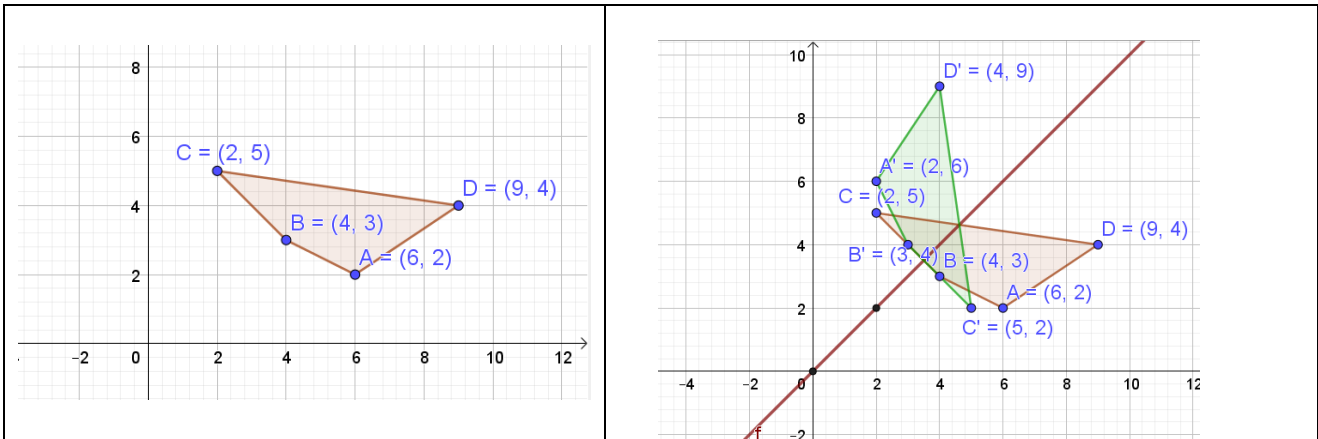 8
6
C = (2, 5)
D = (9, 4)
4
B = (4, 3)
A = (6, 2)
2
−2 0 2 4 6 8 10 12
10
D' = (4, 9)
8
A' = (2, 6)
6
C = (2, 5)
D = (9, 4)
4
B' = (3, 4) B = (4, 3)
A = (6, 2)
2
C' = (5, 2)
−4 −2 0 2 4 6 8 10 12
f −2